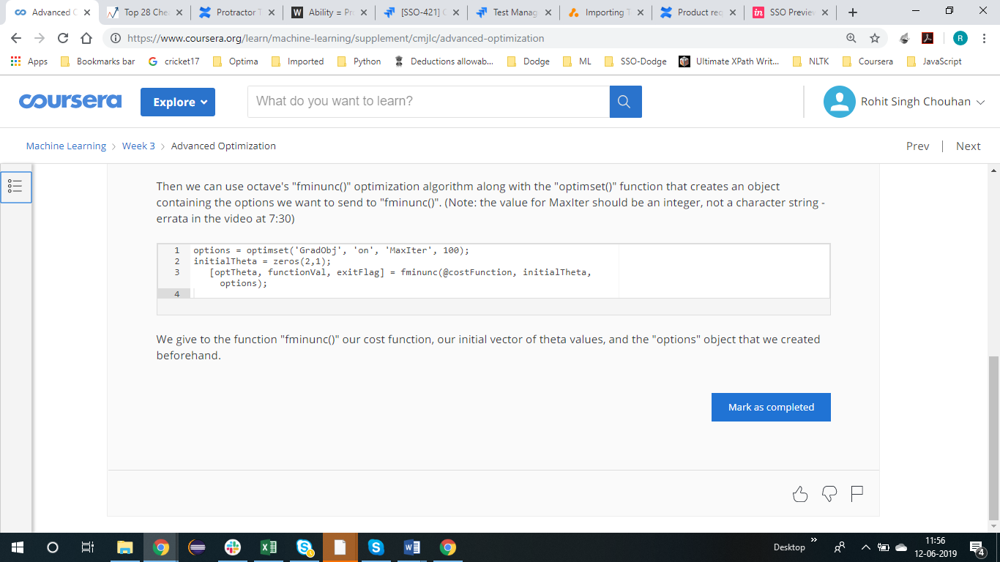 Advanced O
Top 28 Che
Protractor T
Ability = Pr
[SSO-421] C
Test Manag
Importing T
Product req
SSO Preview
https://www.coursera.org/learn/machine-learning/supplement/cmjlc/advanced-optimization
R
Apps
Bookmarks bar
cricket17
Optima
Imported
Python
Deductions allowab...
Dodge
ML
SSO-Dodge
Ultimate XPath Writ...
NLTK
Coursera
JavaScript
coursera
Explore
What do you want to learn?
Rohit Singh Chouhan
Machine Learning > Week 3 > Advanced Optimization
Prev | Next
Then we can use octave's "fminunc()" optimization algorithm along with the "optimset()" function that creates an object
containing the options we want to send to "fminunc()". (Note: the value for MaxIter should be an integer, not a character string -
errata in the video at 7:30)
1 options = optimset('GradObj', 'on', 'MaxIter', 100);
2 initialTheta = zeros(2,1);
3 [optTheta, functionVal, exitFlag] = fminunc(@costFunction, initialTheta,
options);
4
We give to the function "fminunc()" our cost function, our initial vector of theta values, and the "options" object that we created
beforehand.
Mark as completed
Desktop
11:56
12-06-2019
4